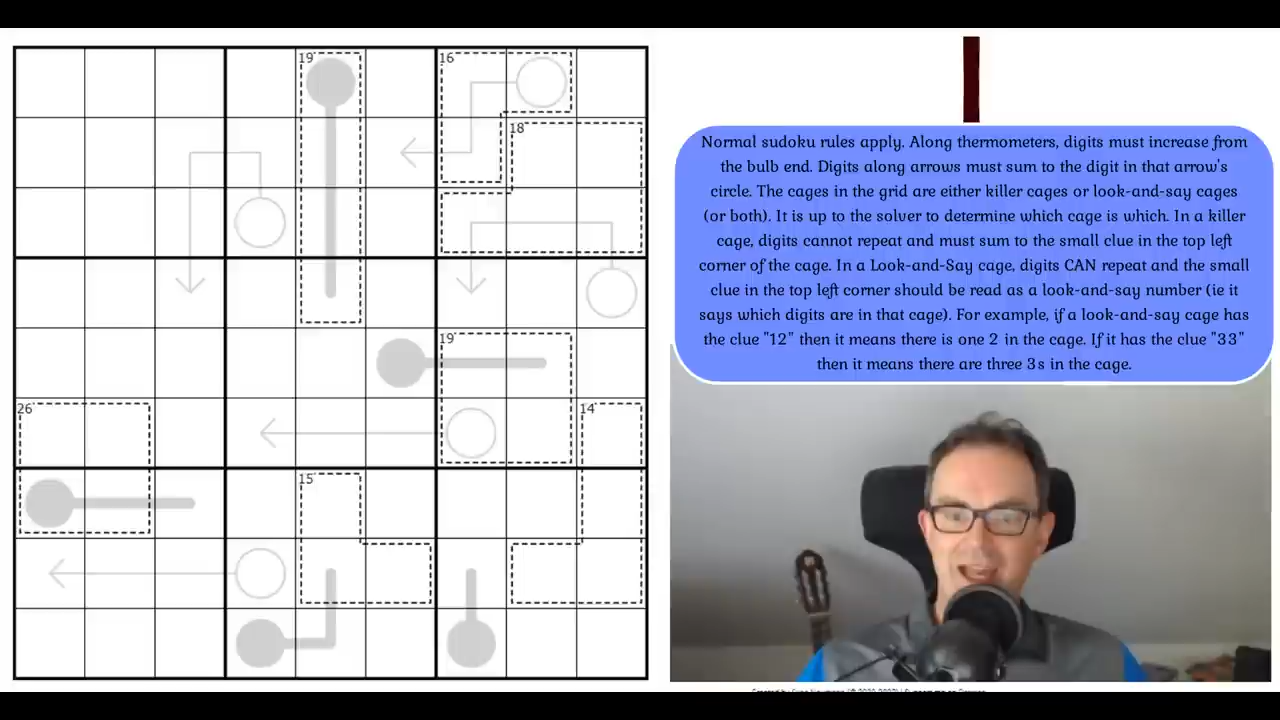 19
16
18
19
26
14
15
Normal sudoku rules apply. Along thermometers, digits must increase from
the bulb end. Digits along arrows must sum to the digit in that arrow's
circle. The cages in the grid are either killer cages or look-and-say cages
(or both). It is up to the solver to determine which cage is which. In a killer
cage, digits cannot repeat and must sum to the small clue in the top left
corner of the cage. In a Look-and-Say cage, digits CAN repeat and the small
clue in the top left corner should be read as a look-and-say number (ie it
says which digits are in that cage). For example, if a look-and-say cage has
the clue "12" then it means there is one 2 in the cage. If it has the clue "33"
then it means there are three 3s in the cage.